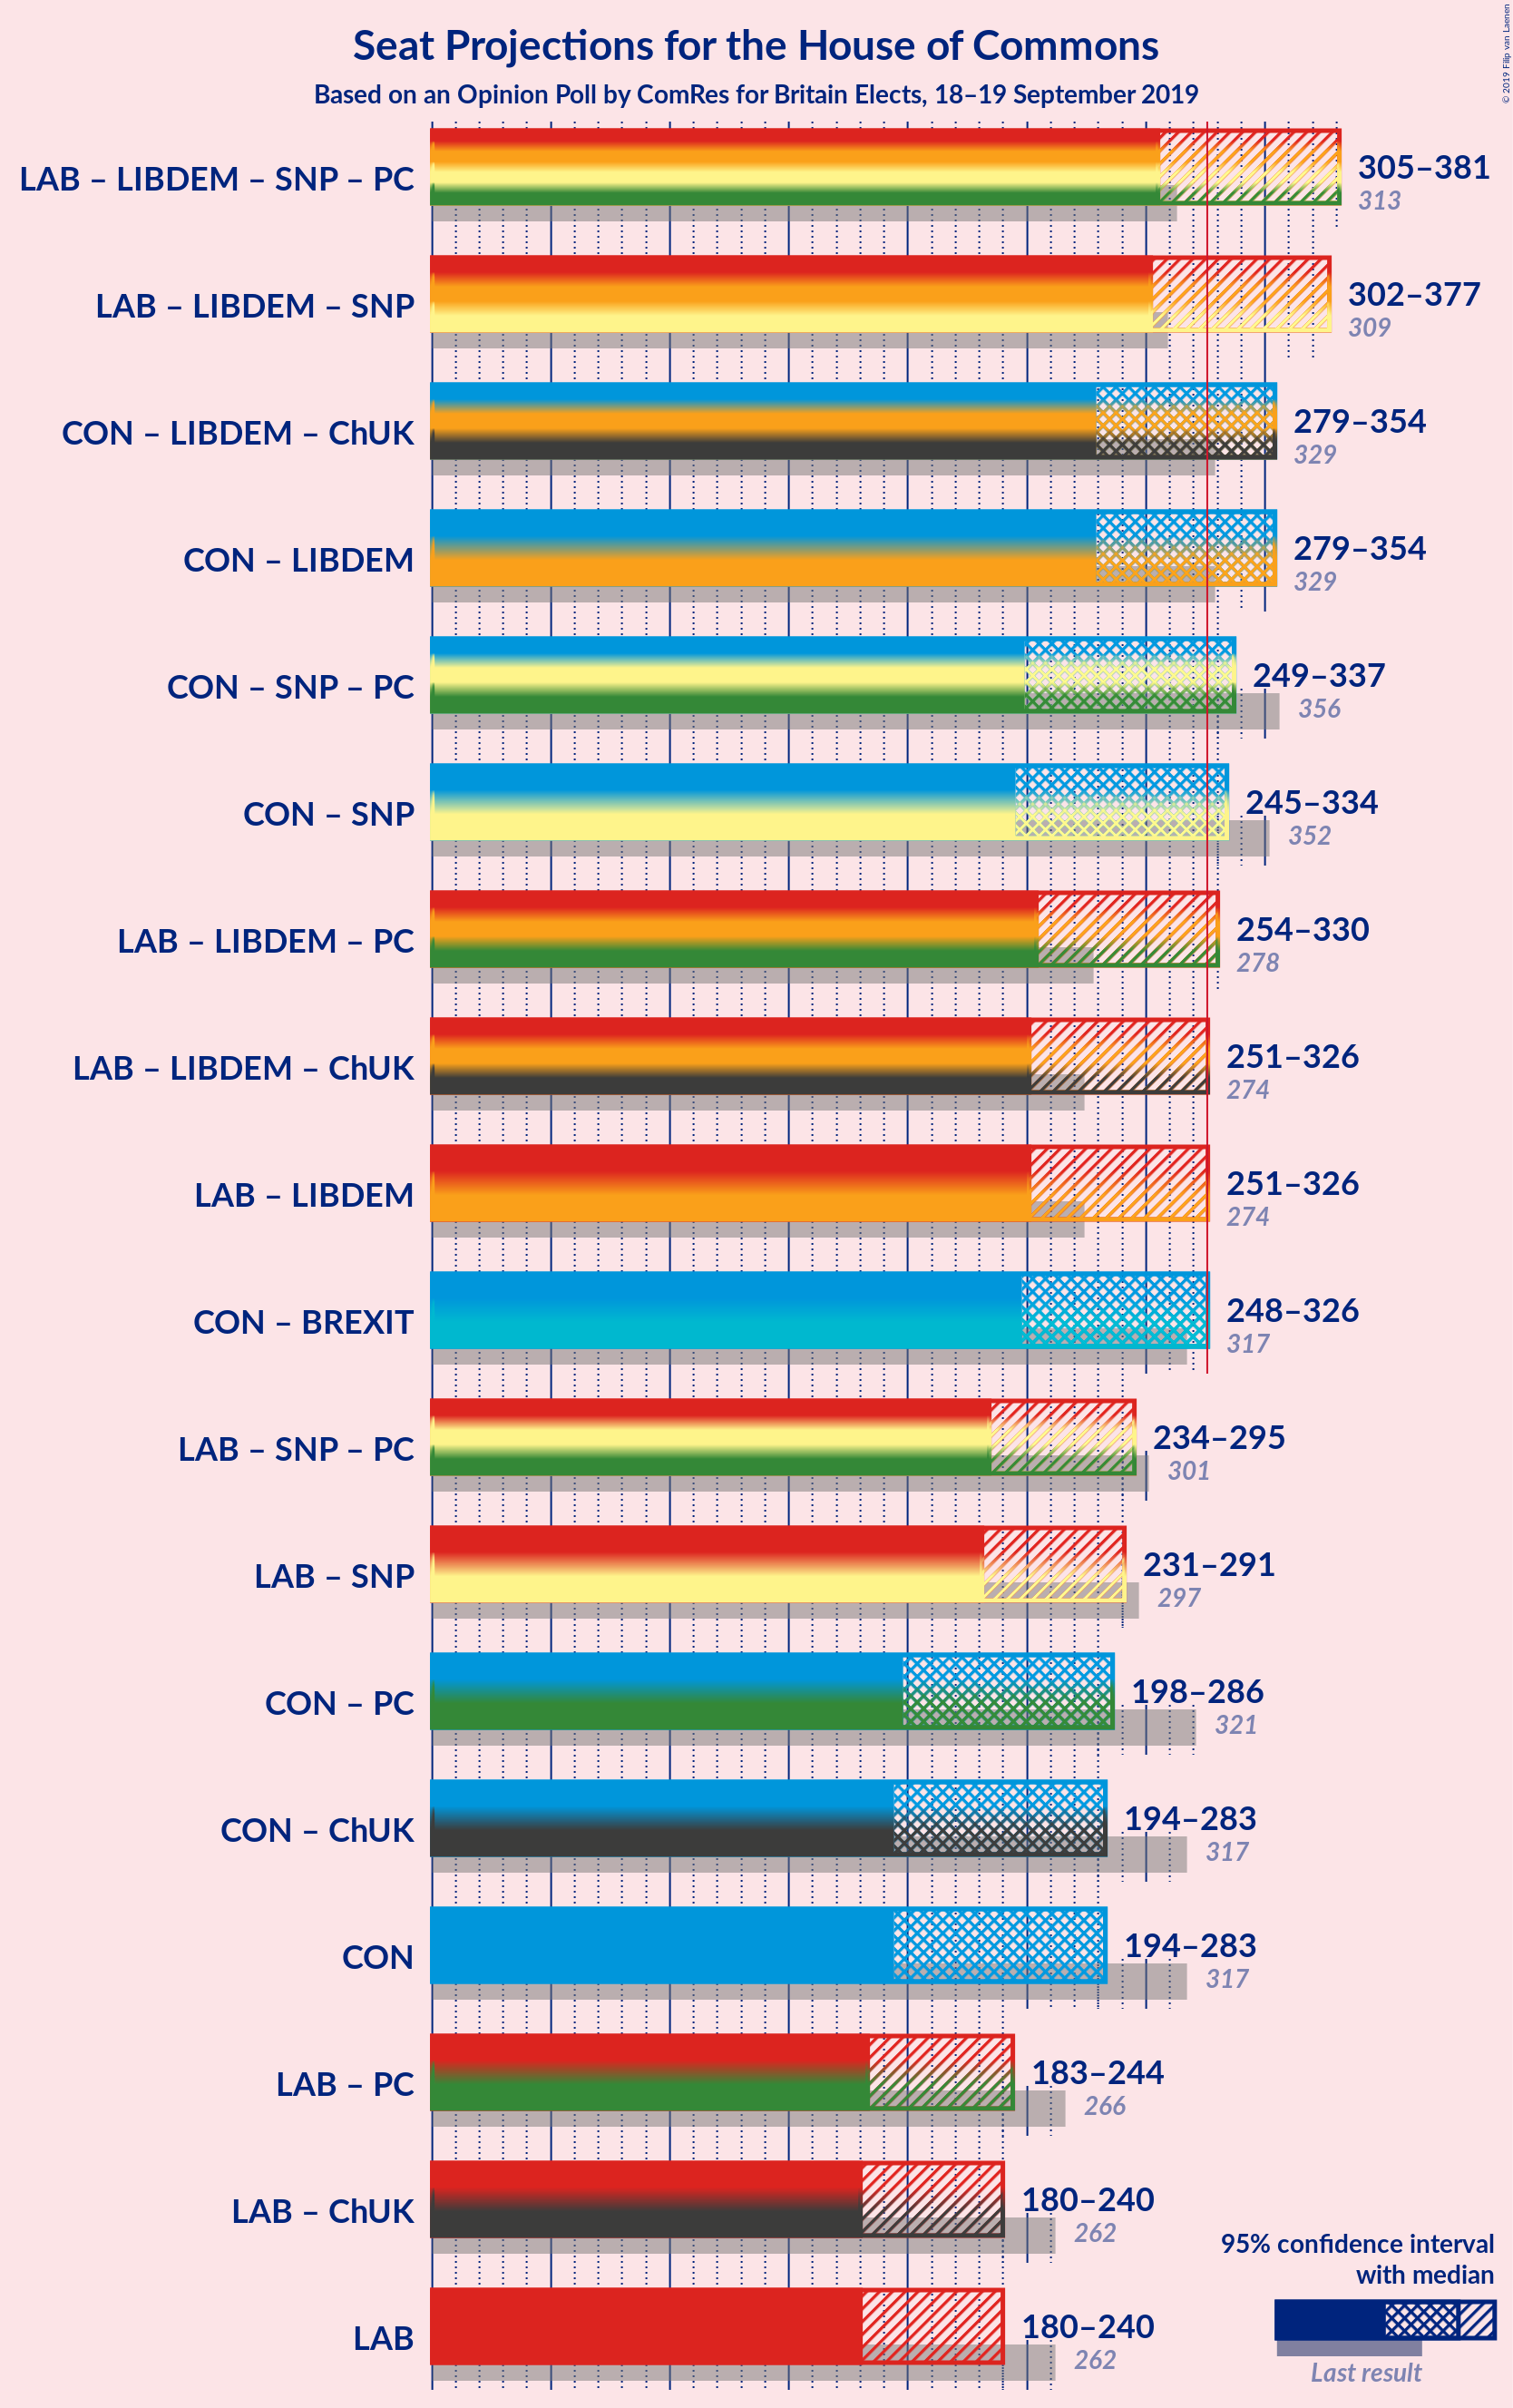 © 2019 Filip van Laenen
Seat Projections for the House of Commons
Based on an Opinion Poll by ComRes for Britain Elects, 18–19 September 2019
LAB – LIBDEM – SNP – PC
305–381
313
LAB – LIBDEM – SNP
302–377
309
CON – LIBDEM – ChUK
279–354
329
CON – LIBDEM
279–354
329
CON – SNP – PC
249–337
356
CON – SNP
245–334
352
LAB – LIBDEM – PC
254–330
278
LAB – LIBDEM – ChUK
251–326
274
LAB – LIBDEM
251–326
274
CON – BREXIT
248–326
317
LAB – SNP – PC
234–295
301
LAB – SNP
231–291
297
CON – PC
198–286
321
CON – ChUK
194–283
317
CON
194–283
317
LAB – PC
183–244
266
LAB – ChUK
180–240
262
LAB
180–240
262
95% confidence interval
with median
Last result